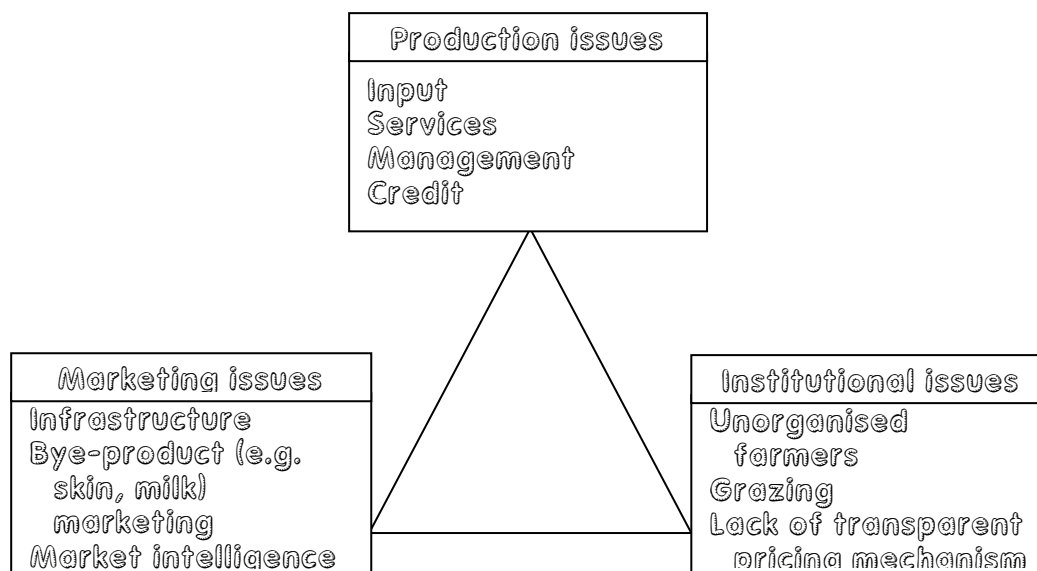 Production issues
Input
Services
Management
Credit
Marketing issues
Infrastructure
Bye-product (e.g.
skin, milk)
marketing
Market intelligence
Institutional issues
Unorganised
farmers
Grazing
Lack of transparent
pricing mechanism